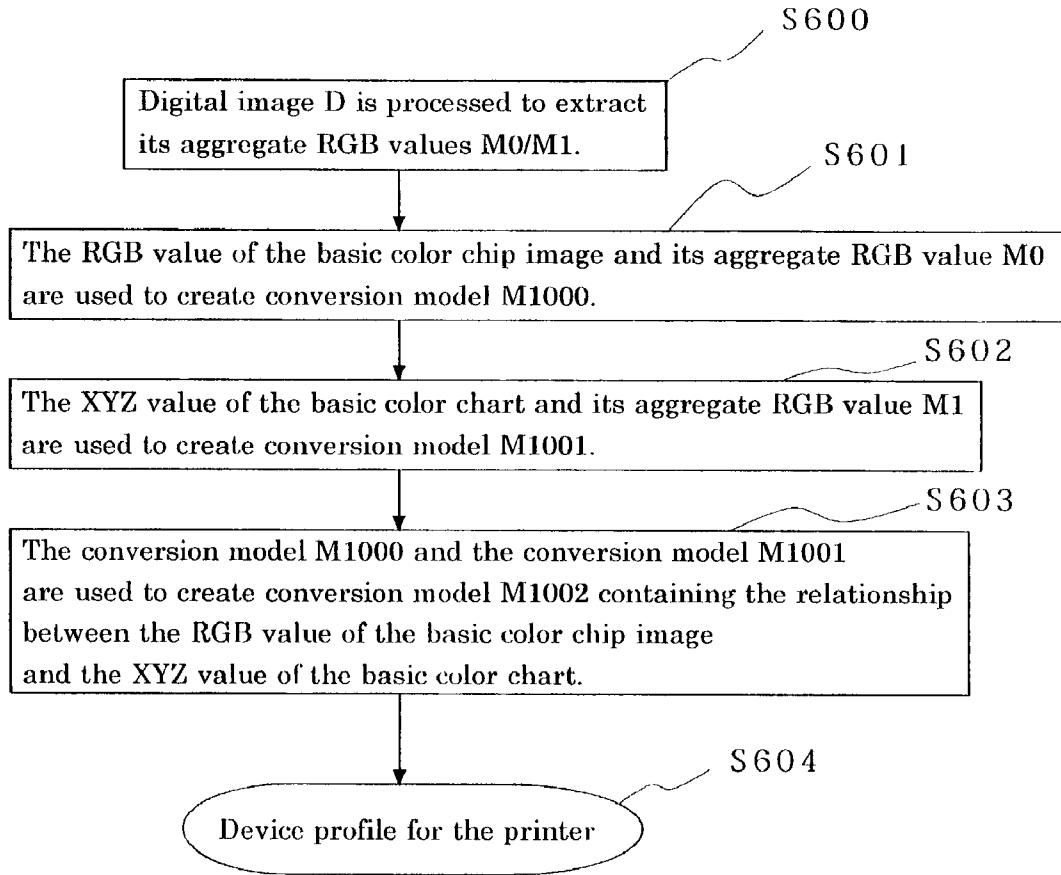 S600
Digital image D is processed to extract
its aggregate RGB values M0/M1.
S601
The RGB value of the basic color chip image and its aggregate RGB value M0
are used to create conversion model M1000.
S602
The XYZ value of the basic color chart and its aggregate RGB value M1
are used to create conversion model M1001.
S603
The conversion model M1000 and the conversion model M1001
are used to create conversion model M1002 containing the relationship
between the RGB value of the basic color chip image
and the XYZ value of the basic color chart.
S604
Device profile for the printer